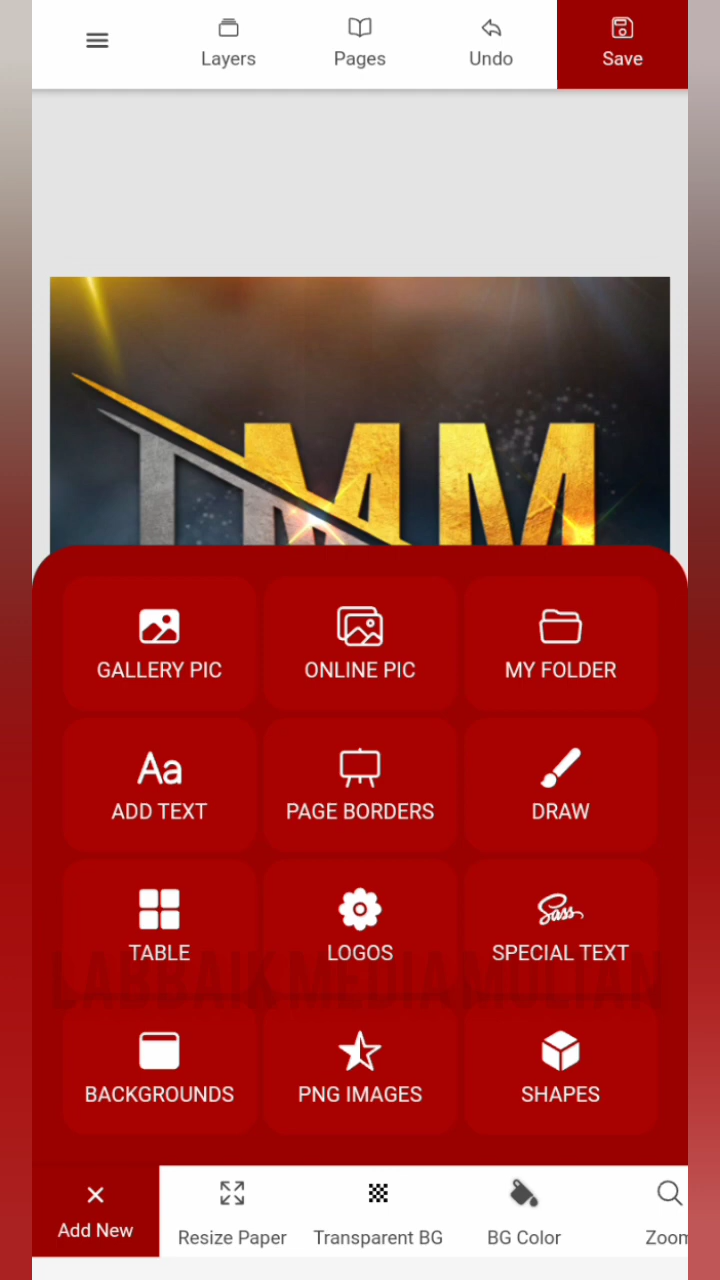 Layers
Pages
Undo
Save
MM
GALLERY PIC
ONLINE PIC
MY FOLDER
Aa
ADD TEXT
PAGE BORDERS
DRAW
TABLE
LOGOS
Sass
SPECIAL TEXT
LABBAIK MEDIA MULTAN
BACKGROUNDS
PNG IMAGES
SHAPES
Add New
Resize Paper
Transparent BG
BG Color
Zoom